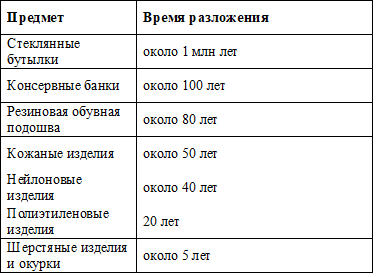 Предмет Время разложения
Стеклянные
бутылки
около 1 млн лет
Консервные банки около 100 лет
Резиновая обувная
подошва
около 80 лет
Кожаные изделия около 50 лет
Нейлоновые
изделия
около 40 лет
Полиэтиленовые
изделия
20 лет
Шерстяные изделия
и окурки
около 5 лет